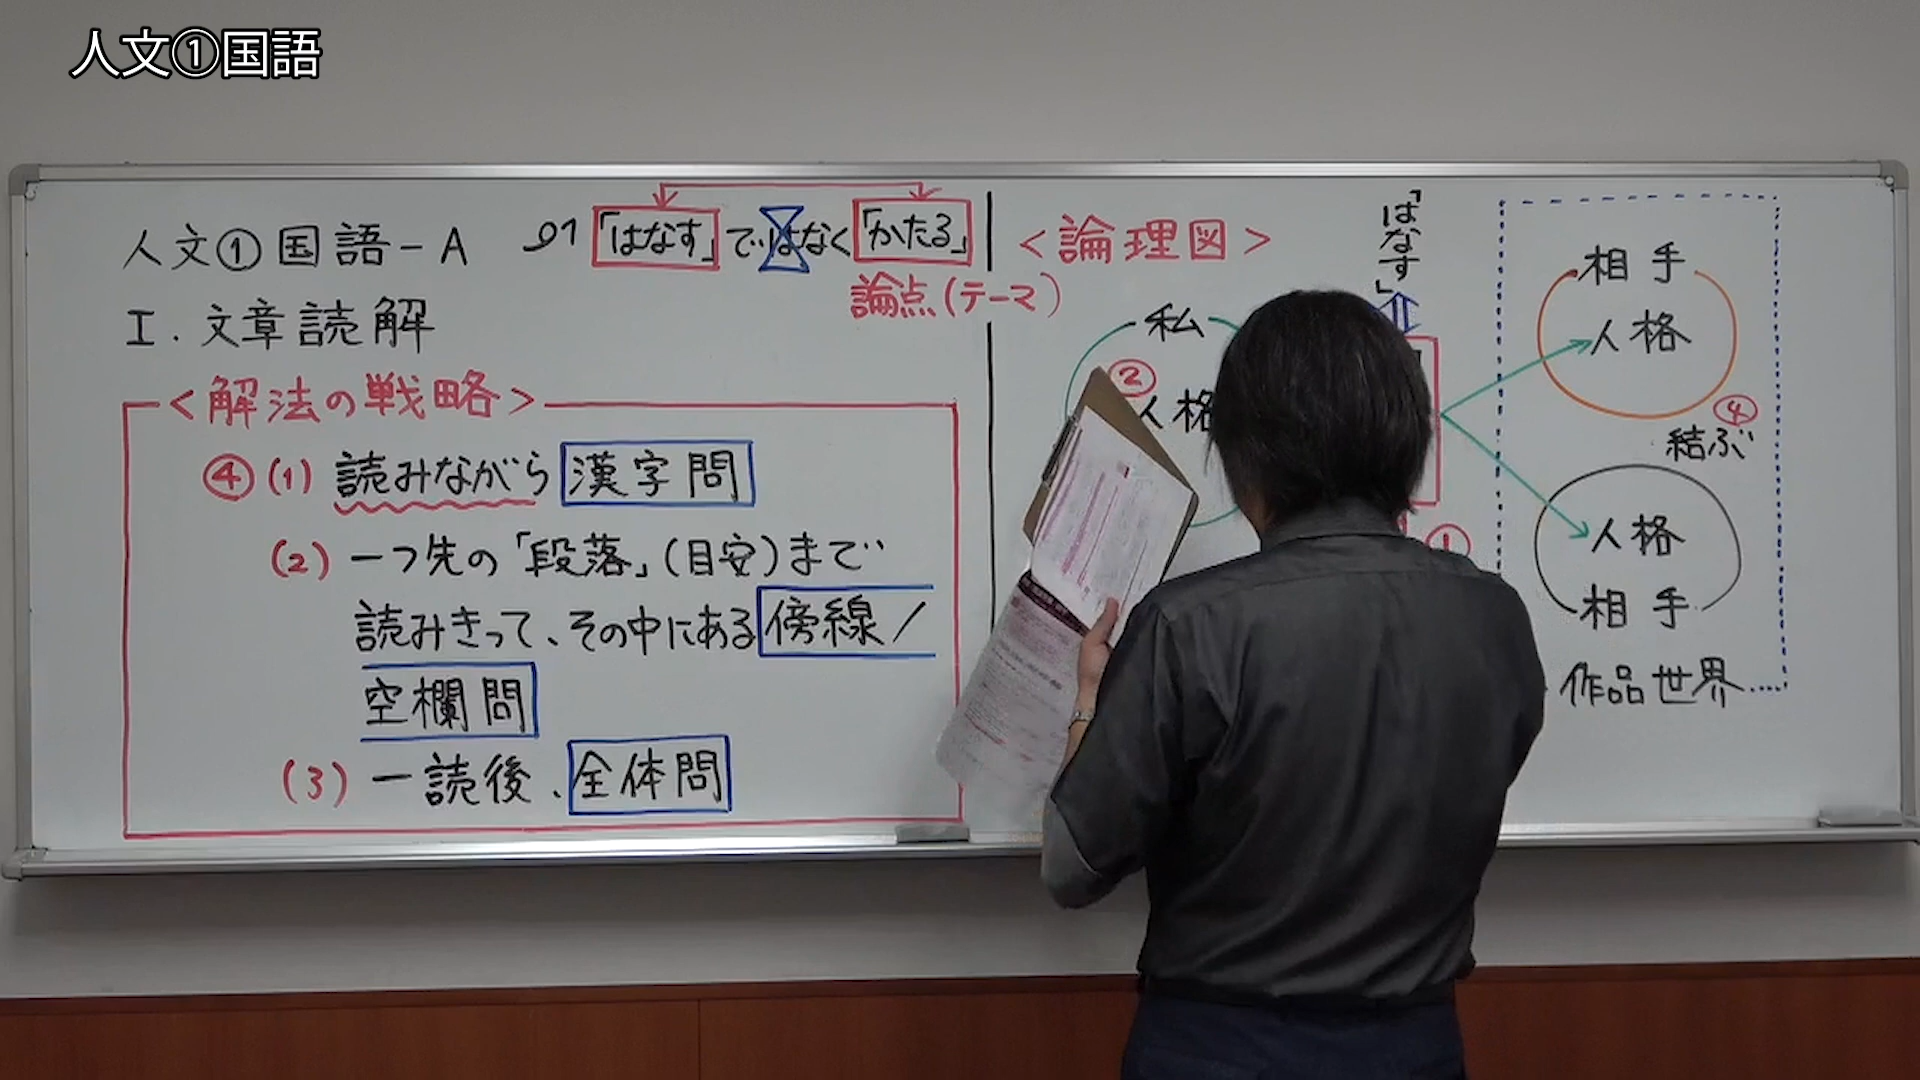 人文①国語
人文①国語-A
「はなす」ではなく「かたる」
論点(テーマ)
I.文章読解
<解法の戦略>
④(1)読みながら漢字問
(2)一つ先の「段落」(目安)まで
読みきって、その中にある傍線/
空欄問
(3)一読後、全体問
<論理図>
私
②
人格
「はなす」
①
相手
人格
④
結ぶ
人格
相手
作品世界